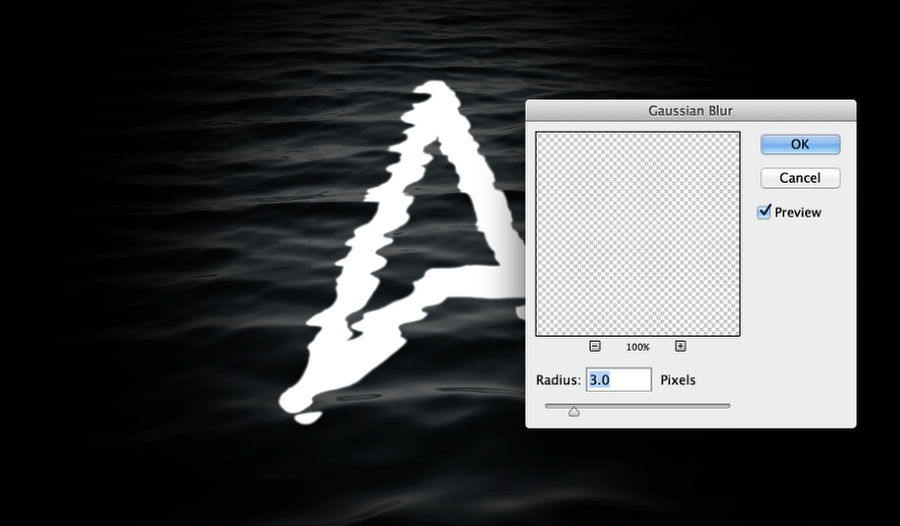 A
Gaussian Blur
OK
Cancel
Preview
100%
Radius: 3.0 Pixels